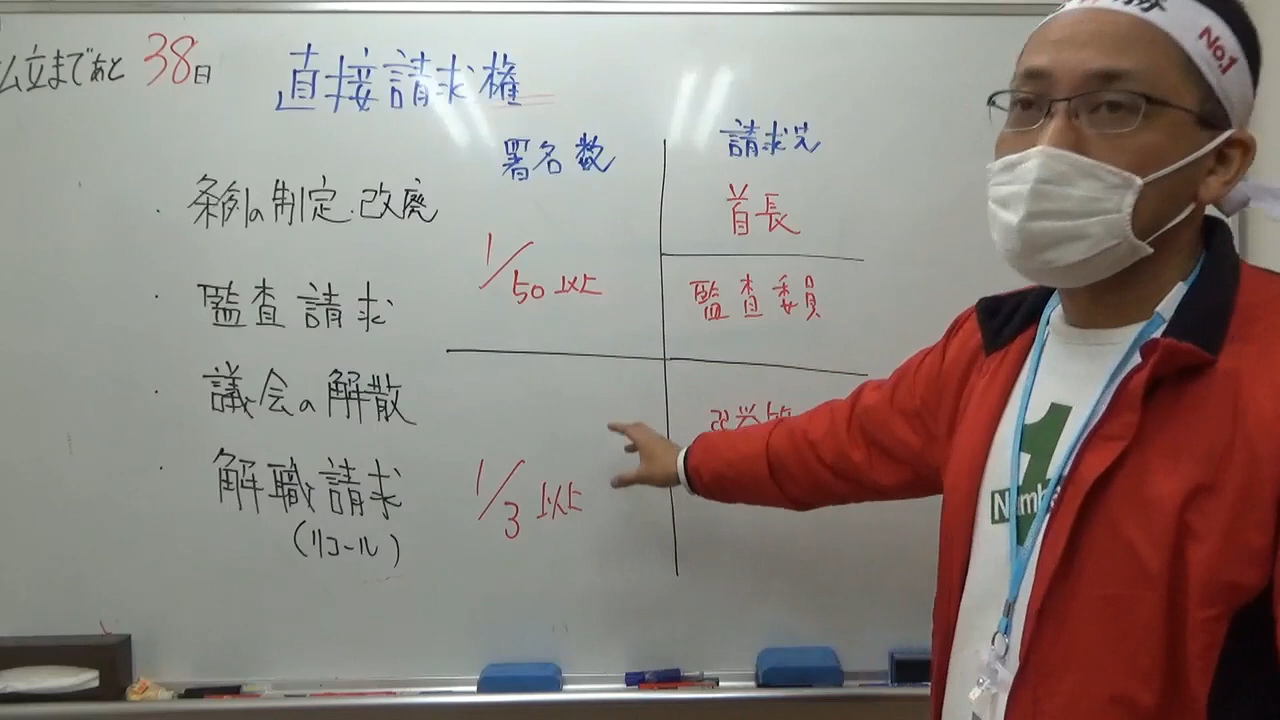 公立まであと 38日
直接請求権
署名数
請求先
・条例の制定・改廃
1/50以上
首長
・監査請求
監査委員
・議会の解散
・解職請求
(リコール)
1/3以上
勝
No.1
1